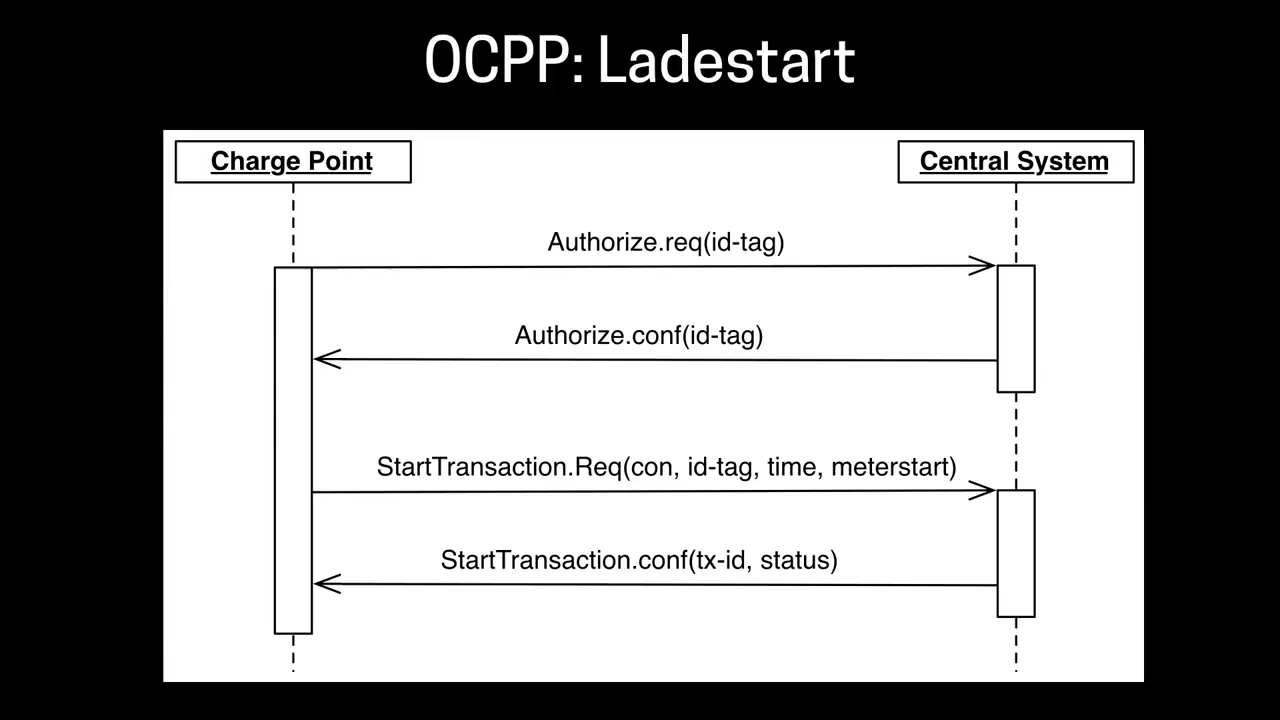 OCPP: Ladestart
Charge Point
Central System
Authorize.req(id-tag)
Authorize.conf(id-tag)
StartTransaction.Req(con, id-tag, time, meterstart)
StartTransaction.conf(tx-id, status)